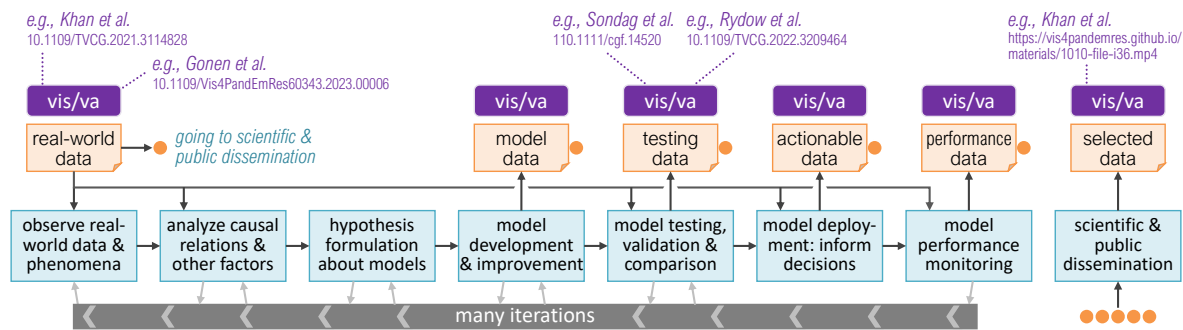 e.g., Khan et al.
10.1109/TVCG.2021.3114828
e.g., Gonen et al.
10.1109/Vis4PandEmRes60343.2023.00006
e.g., Sondag et al.
110.1111/cgf.14520
e.g., Rydow et al.
10.1109/TVCG.2022.3209464
e.g., Khan et al.
https://vis4pandemres.github.io/
materials/1010-file-i36.mp4
vis/va
vis/va
vis/va
vis/va
vis/va
vis/va
real-world
data
going to scientific &
public dissemination
model
data
testing
data
actionable
data
performance
data
selected
data
observe real-
world data &
phenomena
analyze causal
relations &
other factors
hypothesis
formulation
about models
model
development
& improvement
model testing,
validation &
comparison
model deploy-
ment: inform
decisions
model
performance
monitoring
scientific &
public
dissemination
many iterations